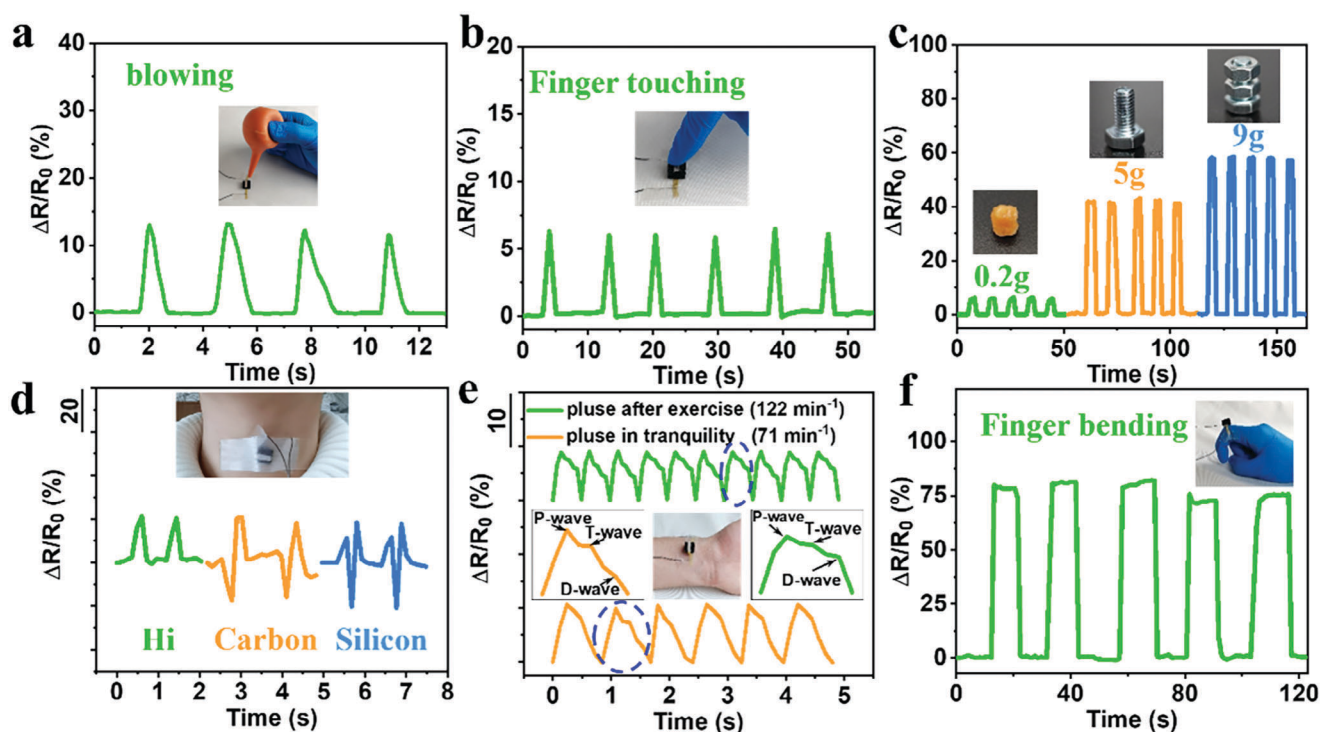 a
blowing
ΔR/R₀ (%)
40
35
30
25
20
15
10
5
0
0 2 4 6 8 10 12
Time (s)
b
Finger touching
ΔR/R₀ (%)
20
15
10
5
0
0 10 20 30 40 50
Time (s)
c
ΔR/R₀ (%)
100
80
60
40
20
0
0.2g
5g
9g
0 50 100 150
Time (s)
d
20
ΔR/R₀ (%)
Hi Carbon Silicon
0 1 2 3 4 5 6 7 8
Time (s)
e
10
ΔR/R₀ (%)
pluse after exercise (122 min⁻¹)
pluse in tranquility (71 min⁻¹)
P-wave
T-wave
D-wave
P-wave
T-wave
D-wave
0 1 2 3 4 5
Time (s)
f
Finger bending
ΔR/R₀ (%)
125
100
75
50
25
0
0 40 80 120
Time (s)